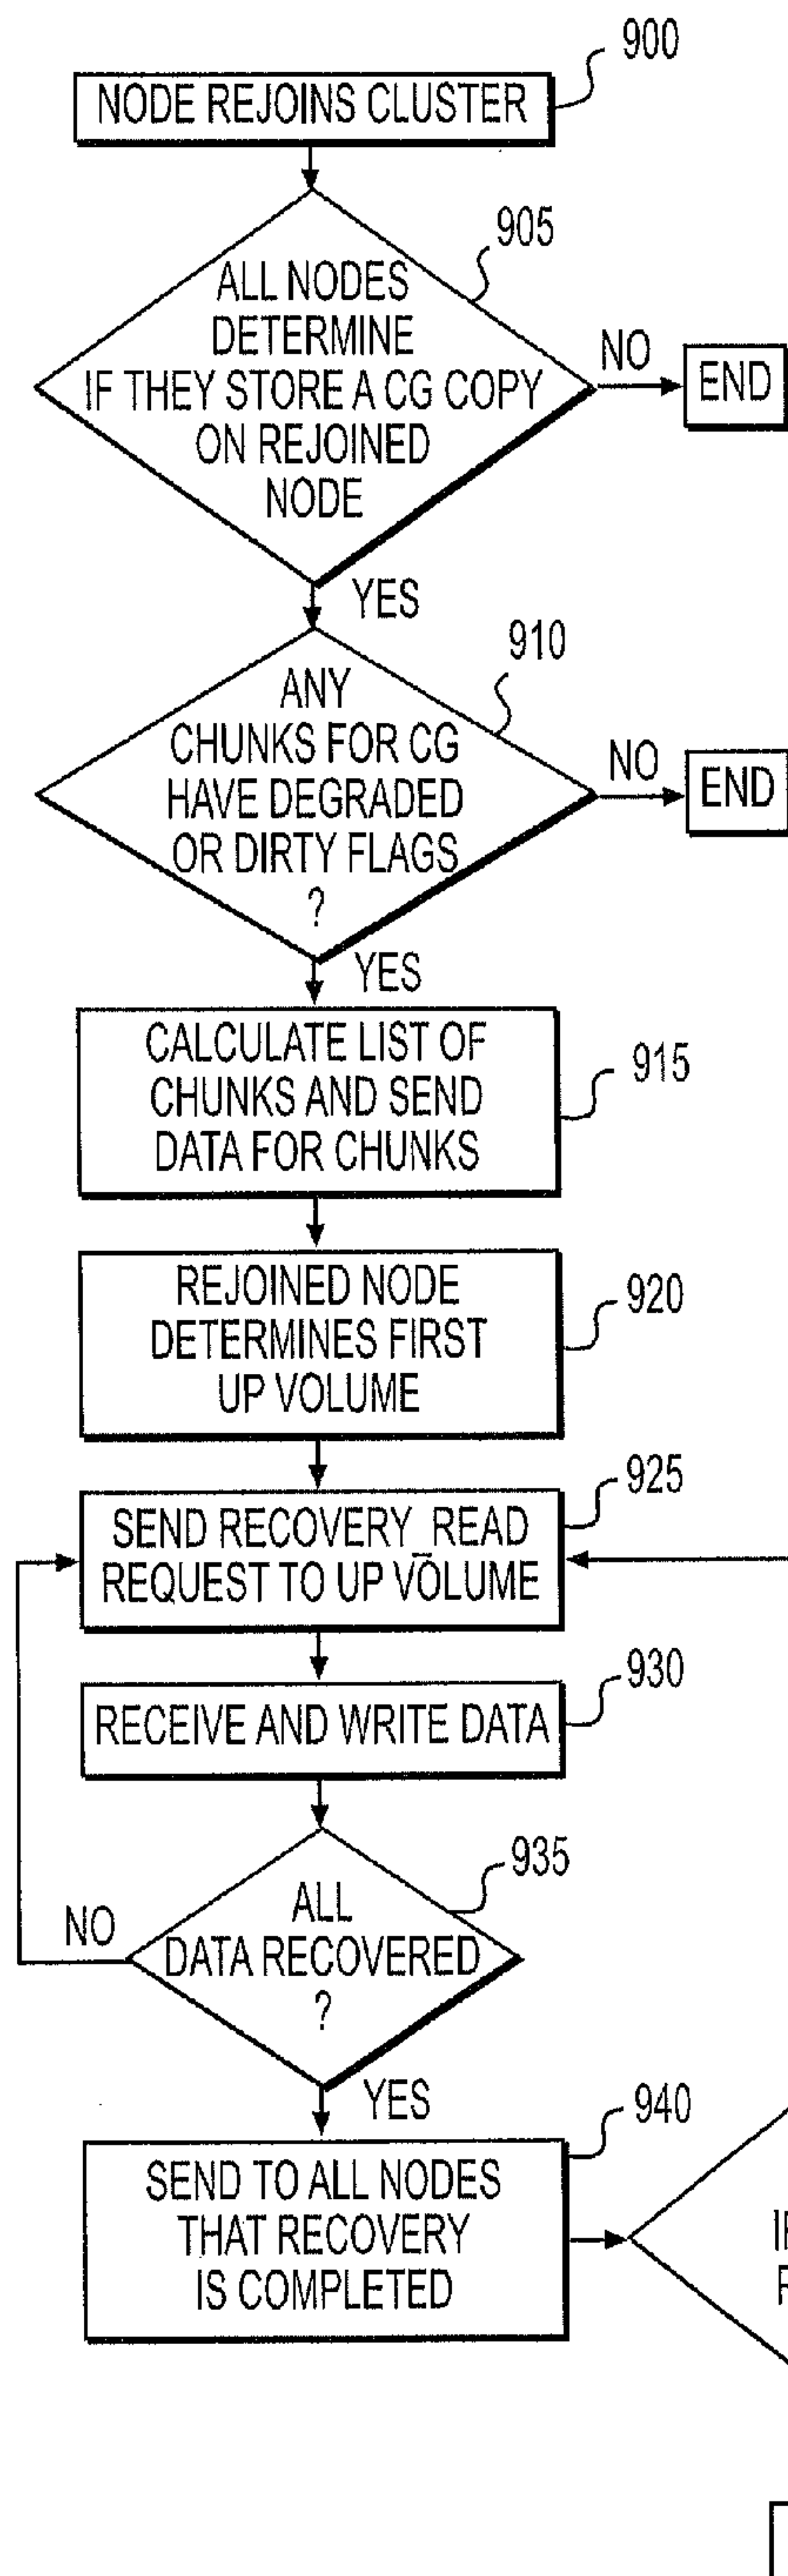 900
NODE REJOINS CLUSTER
905
ALL NODES
DETERMINE
IF THEY STORE A CG COPY
ON REJOINED
NODE
NO
END
YES
910
ANY
CHUNKS FOR CG
HAVE DEGRADED
OR DIRTY FLAGS
?
NO
END
YES
915
CALCULATE LIST OF
CHUNKS AND SEND
DATA FOR CHUNKS
920
REJOINED NODE
DETERMINES FIRST
UP VOLUME
925
SEND RECOVERY_READ
REQUEST TO UP VOLUME
930
RECEIVE AND WRITE DATA
935
ALL
DATA RECOVERED
?
NO
YES
940
SEND TO ALL NODES
THAT RECOVERY
IS COMPLETED